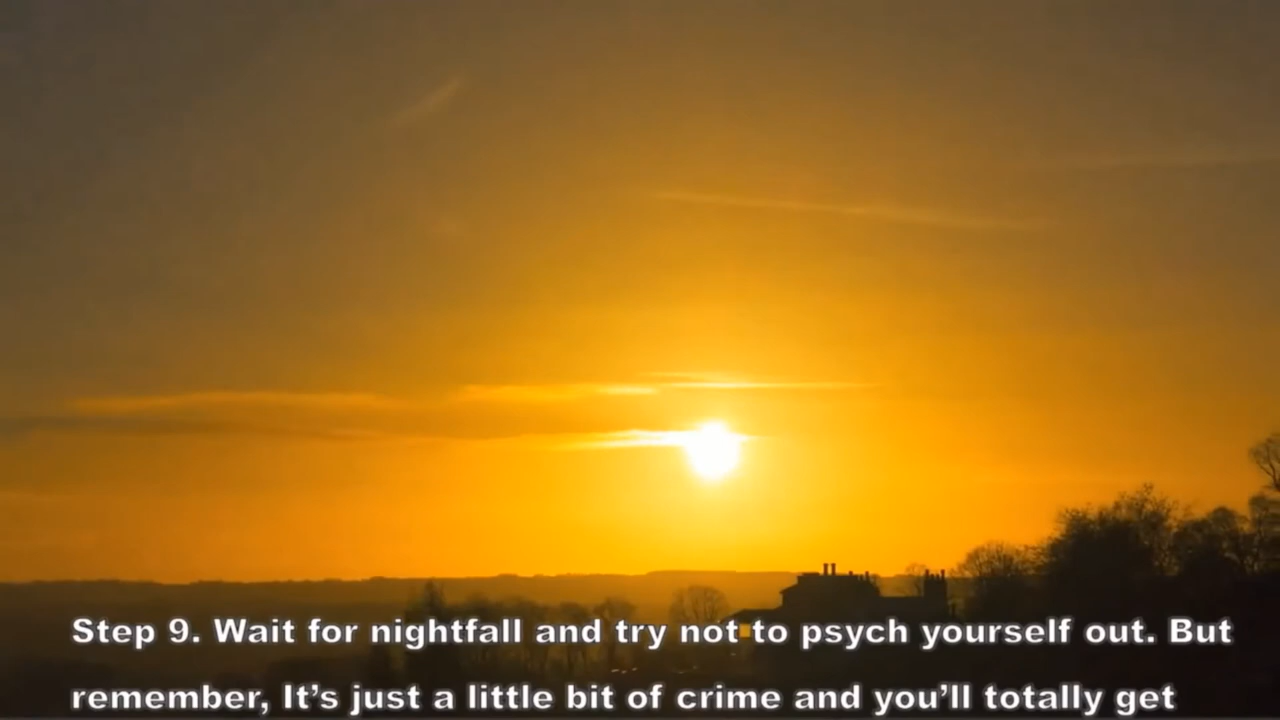 Step 9. Wait for nightfall and try not to psych yourself out. But
remember, It’s just a little bit of crime and you’ll totally get